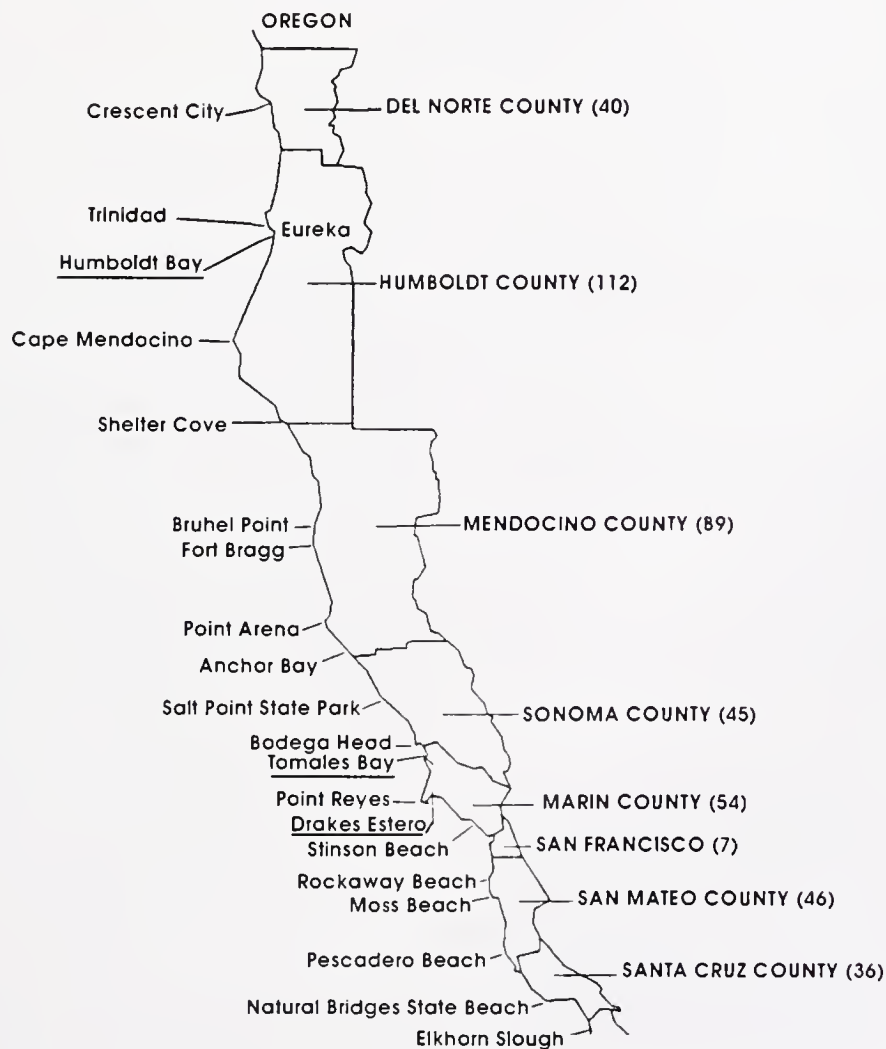 OREGON
Crescent City
DEL NORTE COUNTY (40)
Trinidad
Eureka
Humboldt Bay
HUMBOLDT COUNTY (112)
Cape Mendocino
Shelter Cove
Bruhel Point
MENDOCINO COUNTY (89)
Fort Bragg
Point Arena
Anchor Bay
Salt Point State Park
SONOMA COUNTY (45)
Bodega Head
Tomales Bay
Point Reyes
MARIN COUNTY (54)
Drakes Estero
SAN FRANCISCO (7)
Stinson Beach
Rockaway Beach
SAN MATEO COUNTY (46)
Moss Beach
Pescadero Beach
SANTA CRUZ COUNTY (36)
Natural Bridges State Beach
Elkhorn Slough